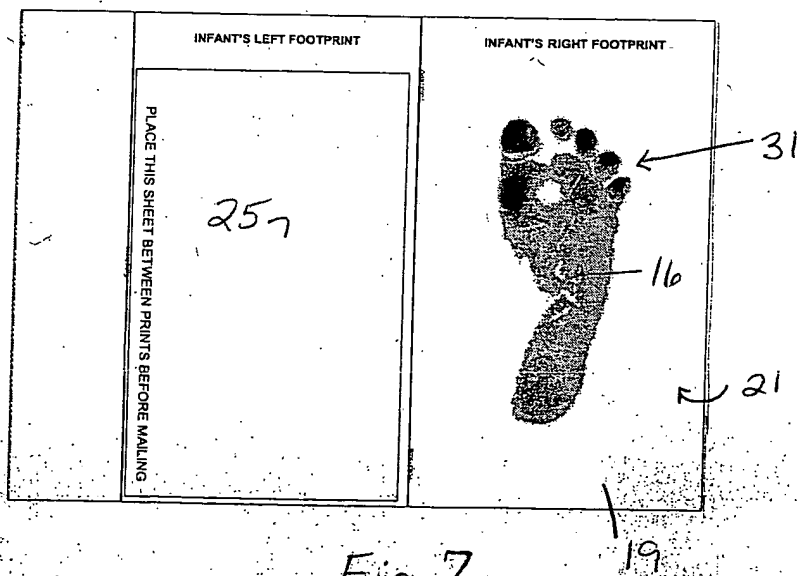 INFANT'S LEFT FOOTPRINT
INFANT'S RIGHT FOOTPRINT
PLACE THIS SHEET BETWEEN PRINTS BEFORE MAILING
25
31
16
21
19
Fig 7